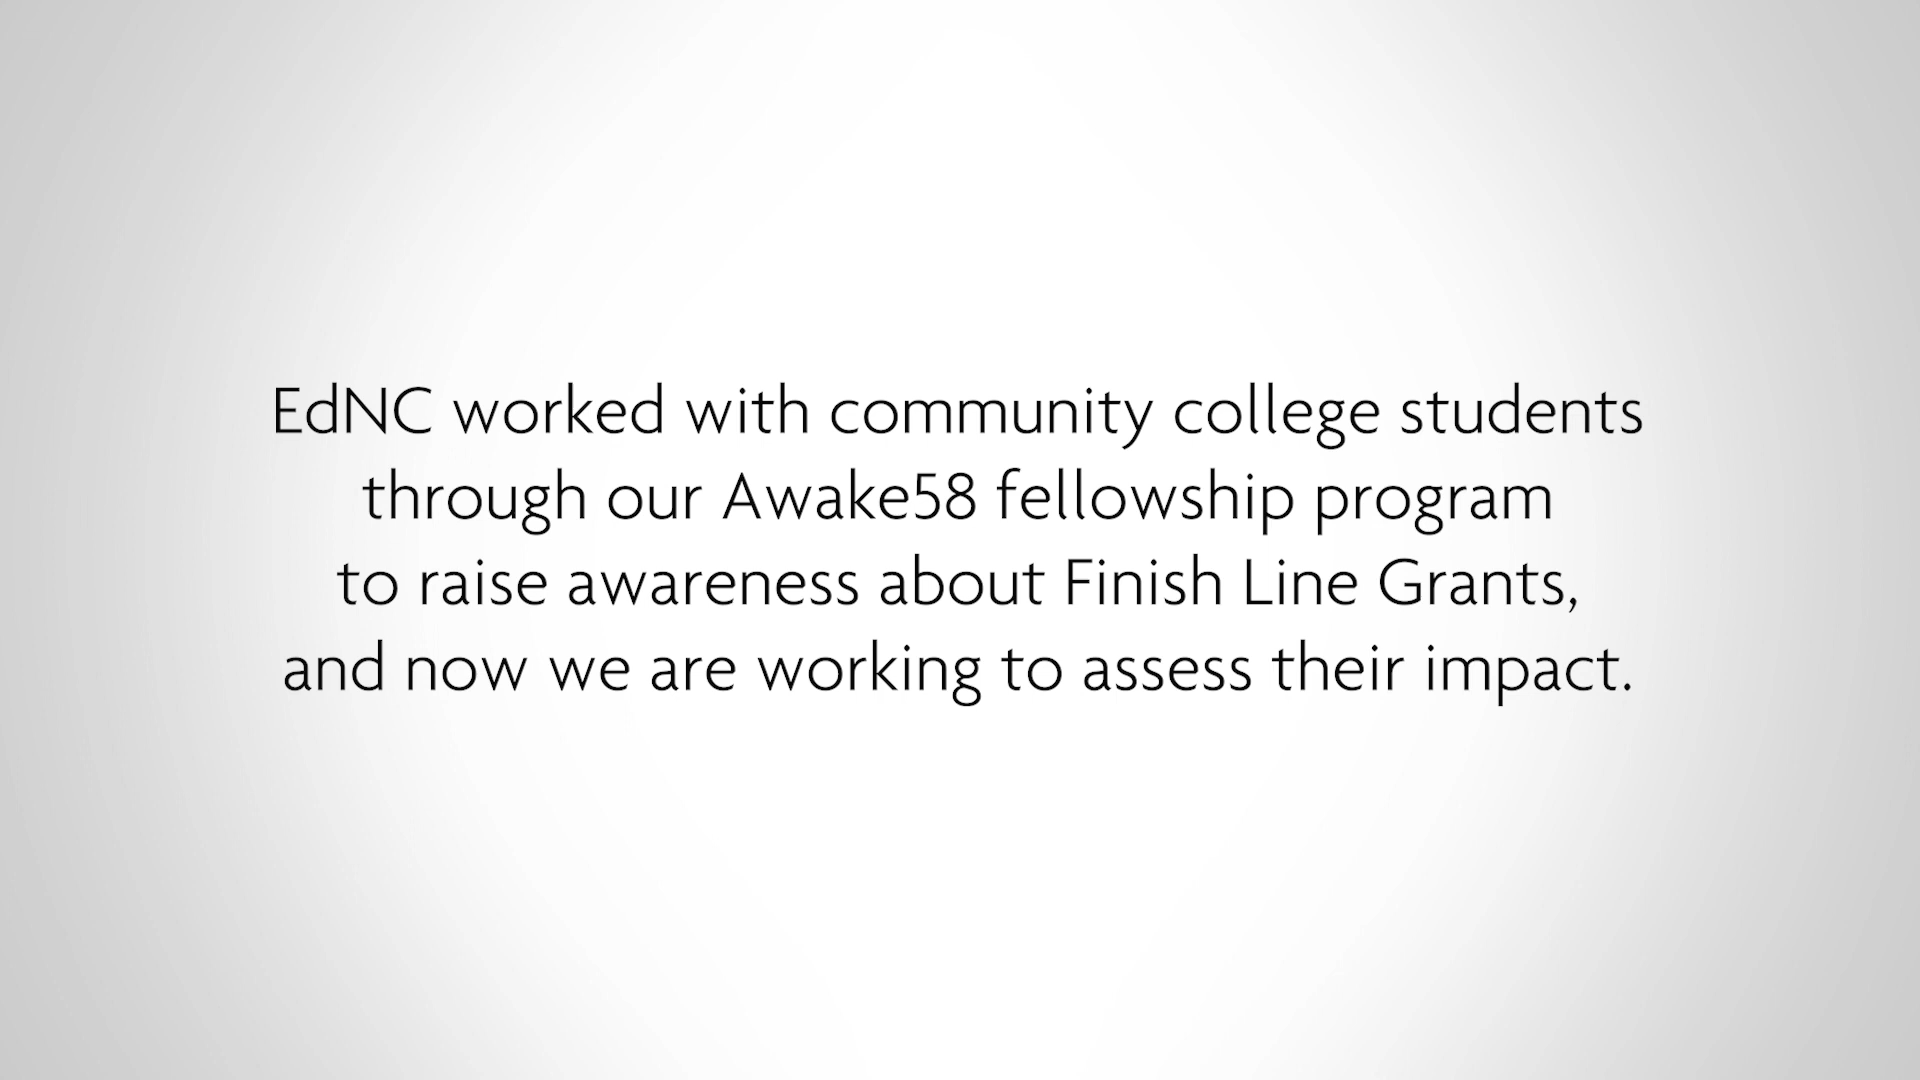 EdNC worked with community college students
through our Awake58 fellowship program
to raise awareness about Finish Line Grants,
and now we are working to assess their impact.